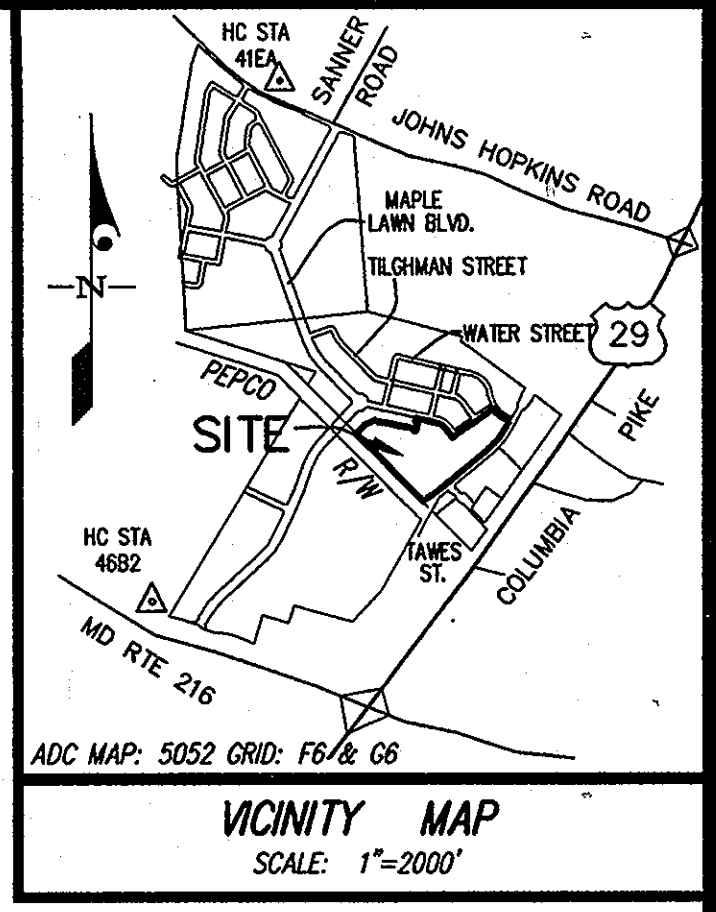 HC STA
41EA
SANNER
ROAD
JOHNS HOPKINS ROAD
MAPLE
LAWN BLVD.
TILGHMAN STREET
N
WATER STREET
29
PEPCO
R/W
SITE
PIKE
COLUMBIA
HC STA
46B2
TAWES
ST.
MD RTE 216
ADC MAP: 5052 GRID: F6 & G6
VICINITY MAP
SCALE: 1"=2000'